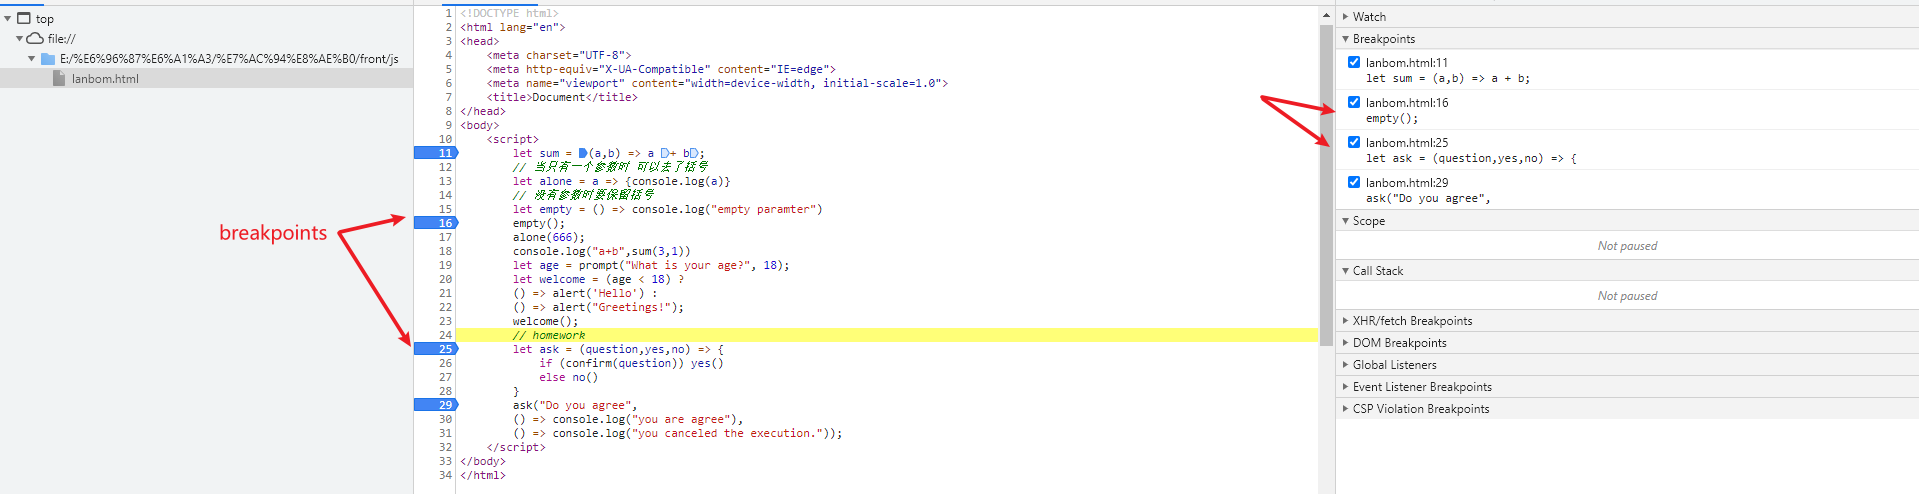 top
file://
E:/%E6%96%87%E6%A1%A3/%E7%AC%94%E8%AE%B0/front/js
lanbom.html
breakpoints
1 <!DOCTYPE html>
2 <html lang="en">
3 <head>
4 <meta charset="UTF-8">
5 <meta http-equiv="X-UA-Compatible" content="IE=edge">
6 <meta name="viewport" content="width=device-width, initial-scale=1.0">
7 <title>Document</title>
8 </head>
9 <body>
10 <script>
11 let sum = (a,b) => a + b;
12 // 当只有一个参数时 可以去了括号
13 let alone = a => {console.log(a)}
14 // 没有参数时要保留括号
15 let empty = () => console.log("empty paramter")
16 empty();
17 alone(666);
18 console.log("a+b",sum(3,1))
19 let age = prompt("What is your age?", 18);
20 let welcome = (age < 18) ?
21 () => alert('Hello') :
22 () => alert("Greetings!");
23 welcome();
24 // homework
25 let ask = (question,yes,no) => {
26 if (confirm(question)) yes()
27 else no()
28 }
29 ask("Do you agree",
30 () => console.log("you are agree"),
31 () => console.log("you canceled the execution."));
32 </script>
33 </body>
34 </html>
Watch
Breakpoints
lanbom.html:11
let sum = (a,b) => a + b;
lanbom.html:16
empty();
lanbom.html:25
let ask = (question,yes,no) => {
lanbom.html:29
ask("Do you agree",
Scope
Not paused
Call Stack
Not paused
XHR/fetch Breakpoints
DOM Breakpoints
Global Listeners
Event Listener Breakpoints
CSP Violation Breakpoints